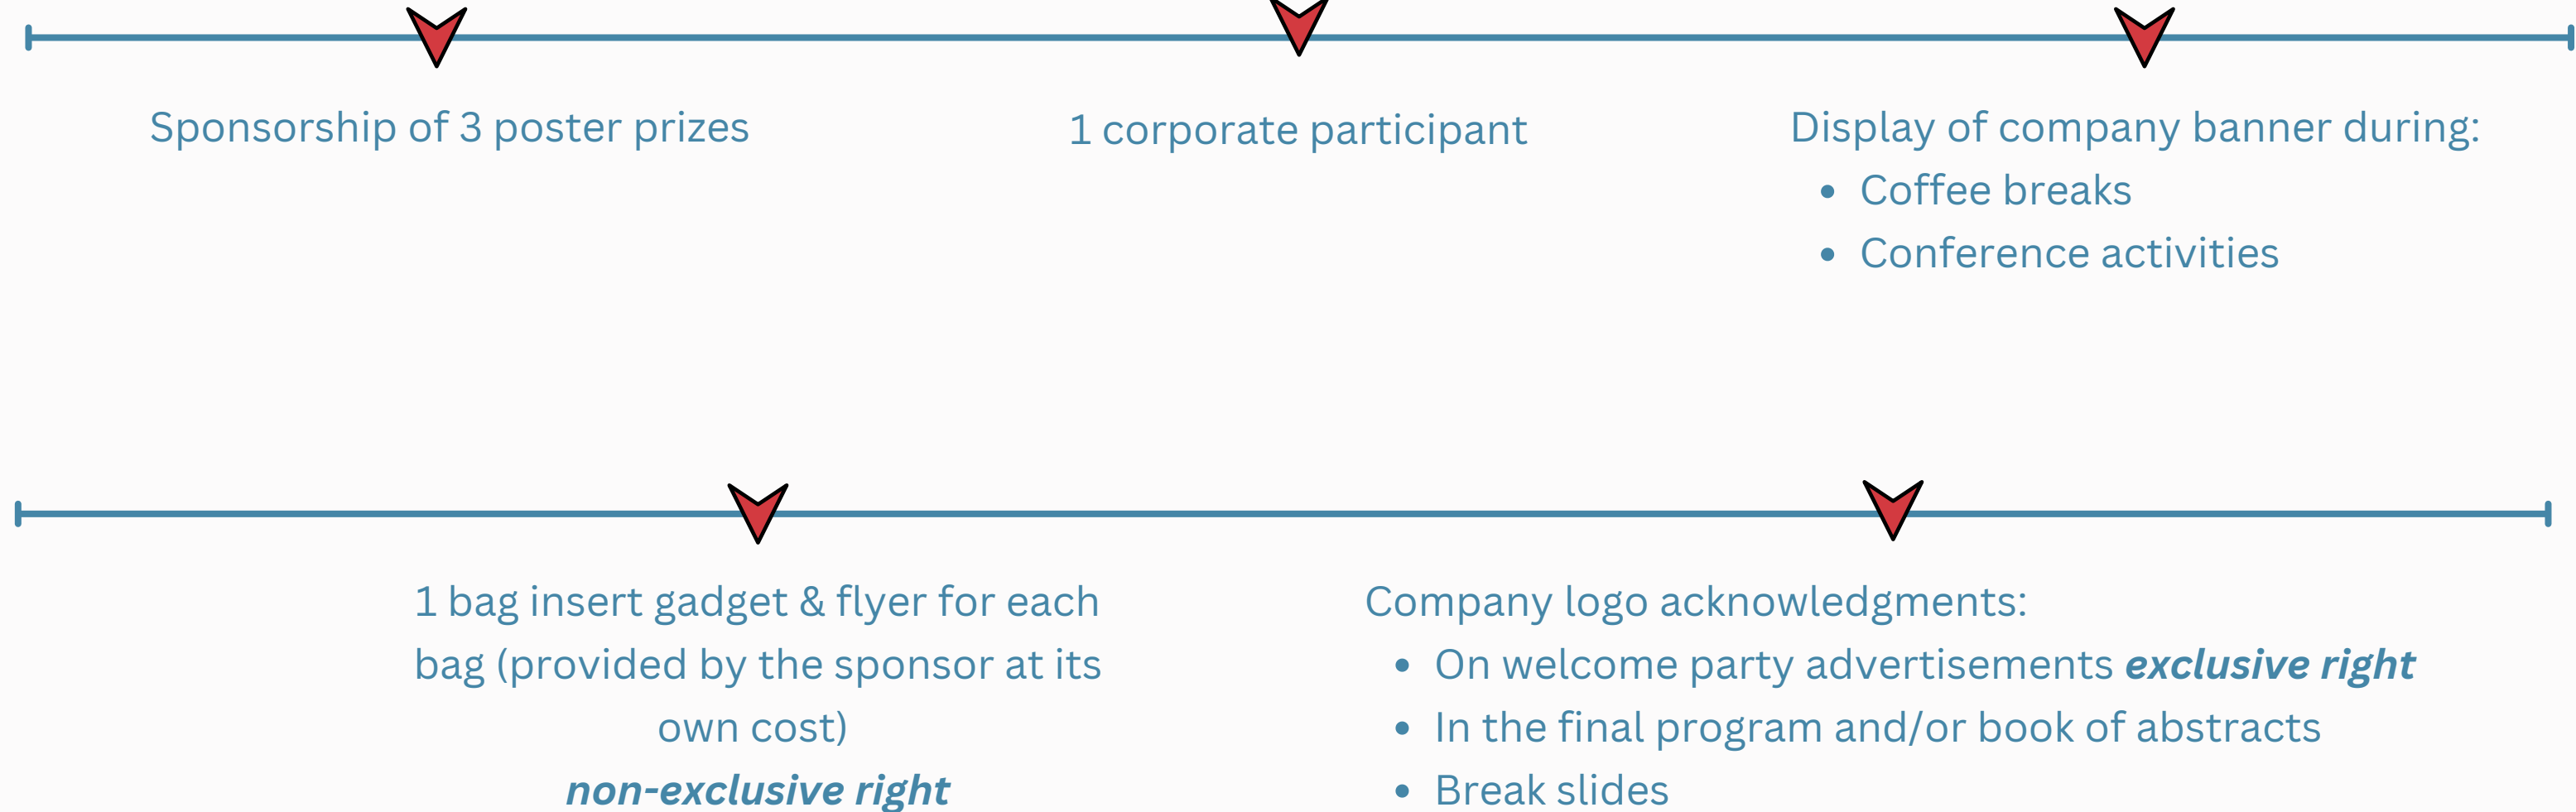 Sponsorship of 3 poster prizes
1 corporate participant
Display of company banner during:
• Coffee breaks
• Conference activities
1 bag insert gadget & flyer for each
bag (provided by the sponsor at its
own cost)
non-exclusive right
Company logo acknowledgments:
• On welcome party advertisements exclusive right
• In the final program and/or book of abstracts
• Break slides